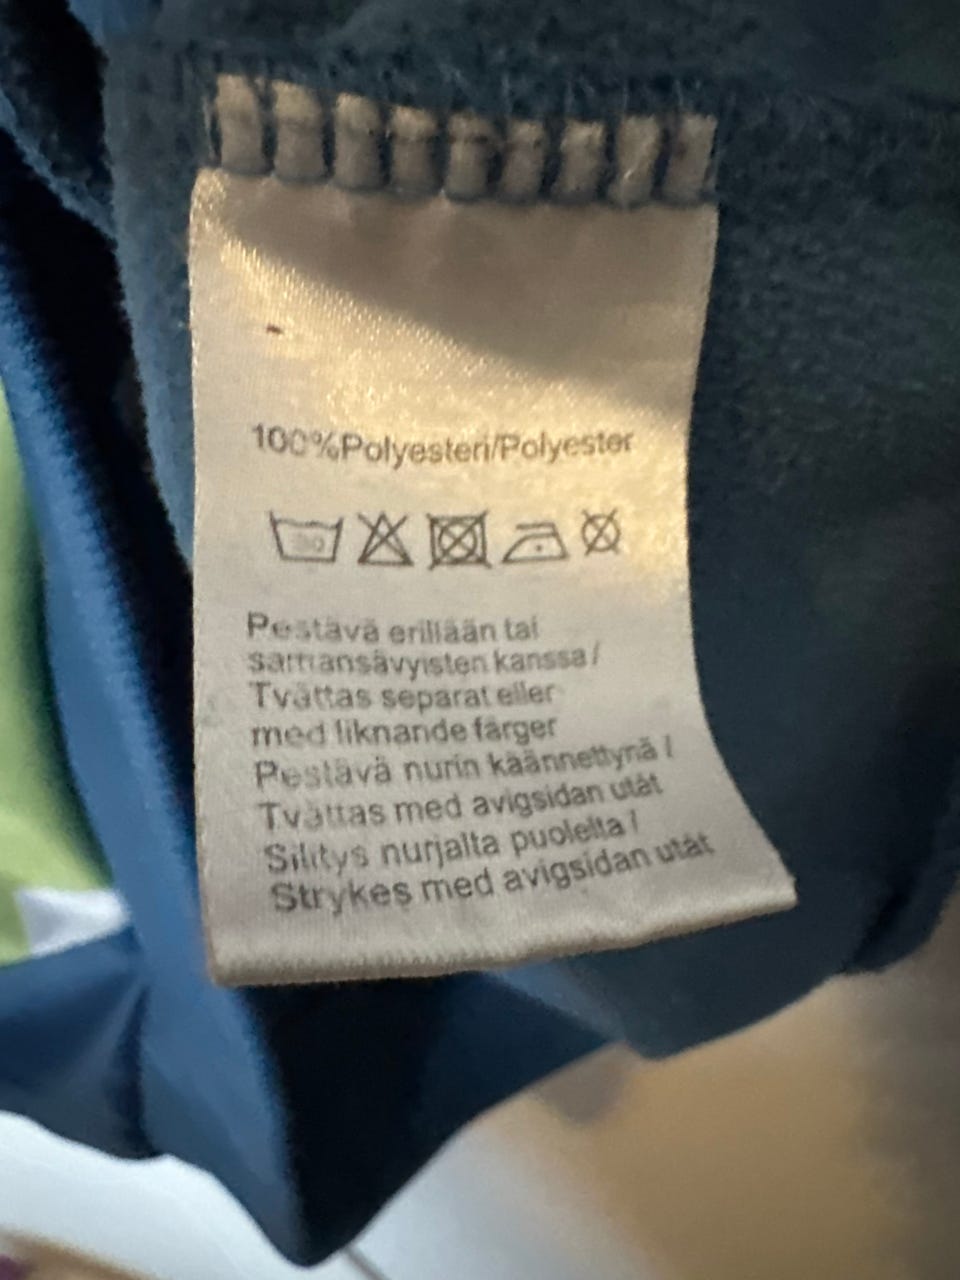 100%Polyesteri/Polyester
30
Pestävä erillään tai
samansävyisten kanssa/
Tvättas separat eller
med liknande färger
Pestävä nurin käännettynä /
Tvättas med avigsidan utåt
Silitys nurjalta puolelta /
Strykes med avigsidan utåt